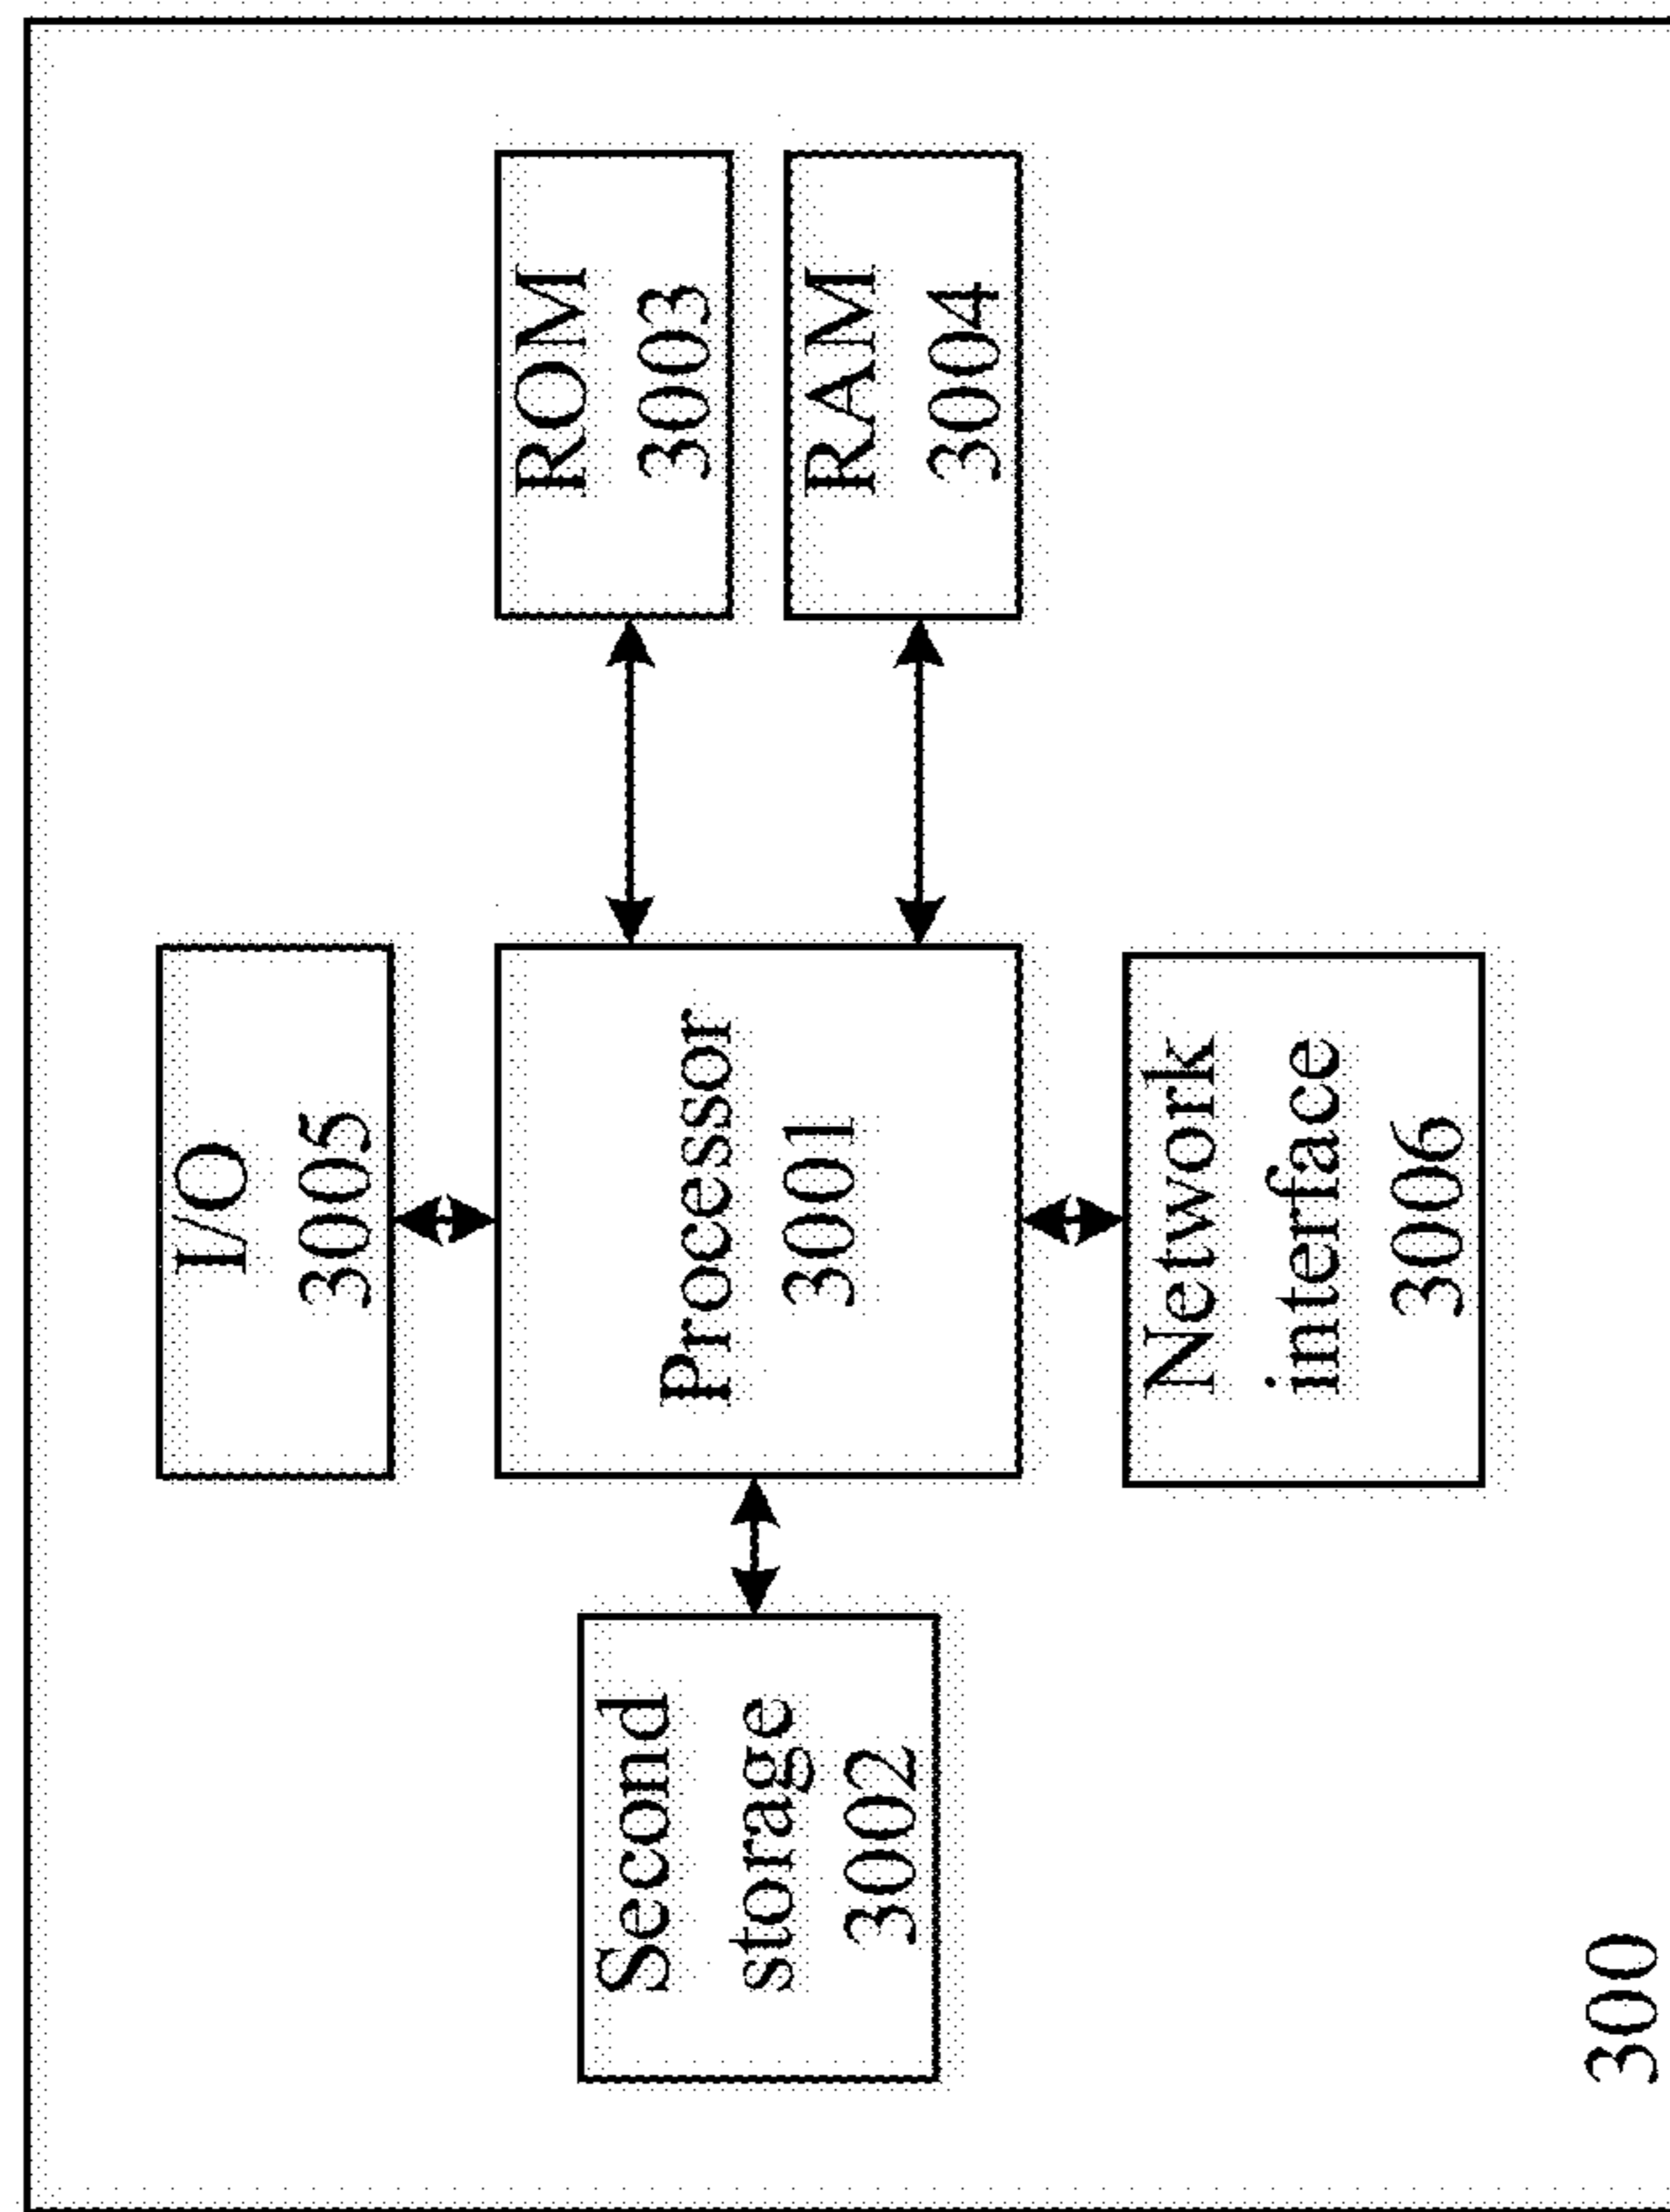 I/O
3005
Second
storage
3002
Processor
3001
ROM
3003
RAM
3004
Network
interface
3006
300